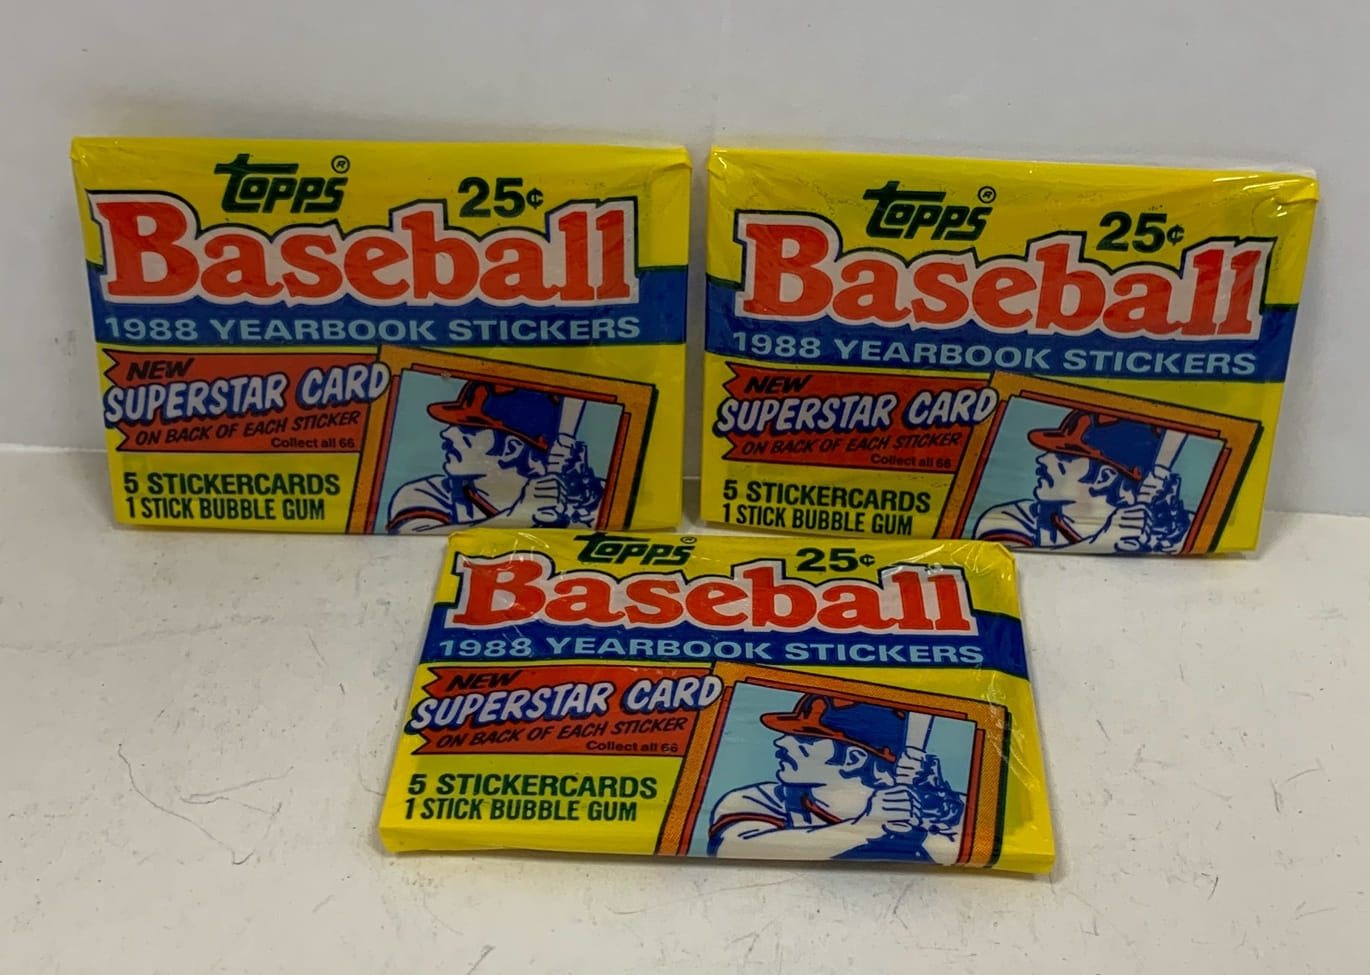 TOPPS® 25¢
Baseball
1988 YEARBOOK STICKERS
NEW
SUPERSTAR CARD
ON BACK OF EACH STICKER
Collect all 66
5 STICKERCARDS
1 STICK BUBBLE GUM
TOPPS® 25¢
Baseball
1988 YEARBOOK STICKERS
NEW
SUPERSTAR CARD
ON BACK OF EACH STICKER
Collect all 66
5 STICKERCARDS
1 STICK BUBBLE GUM
TOPPS® 25¢
Baseball
1988 YEARBOOK STICKERS
NEW
SUPERSTAR CARD
ON BACK OF EACH STICKER
Collect all 66
5 STICKERCARDS
1 STICK BUBBLE GUM